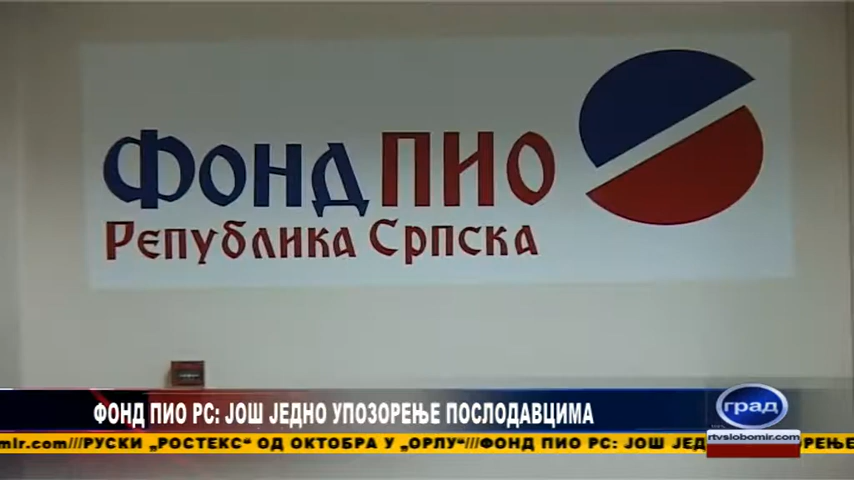 Фонд ПИО
Република Српска
ФОНД ПИО РС: ЈОШ ЈЕДНО УПОЗОРЕЊЕ ПОСЛОДАВЦИМА
град
rtvslobomir.com
mir.com///РУСКИ „РОСТЕКС“ ОД ОКТОБРА У „ОРЛУ“///ФОНД ПИО РС: ЈОШ ЈЕД ОРЕЊЕ